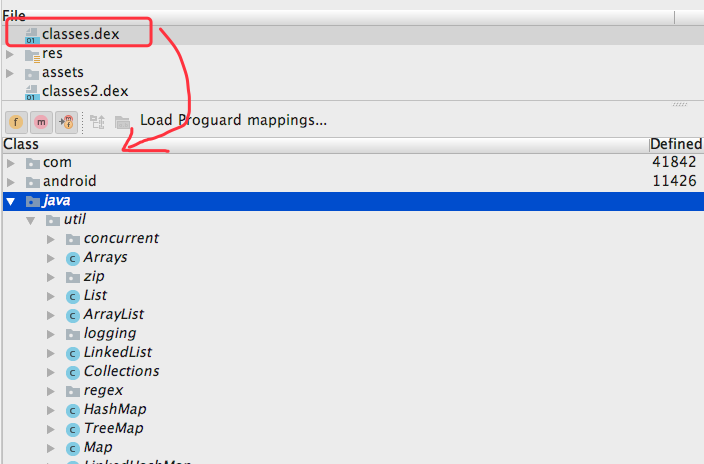 File
classes.dex
res
assets
classes2.dex
f m m f Load Proguard mappings...
Class Defined
com 41842
android 11426
java
util
concurrent
C Arrays
zip
C List
C ArrayList
logging
C LinkedList
C Collections
regex
C HashMap
C TreeMap
C Map
LinkedHashMap